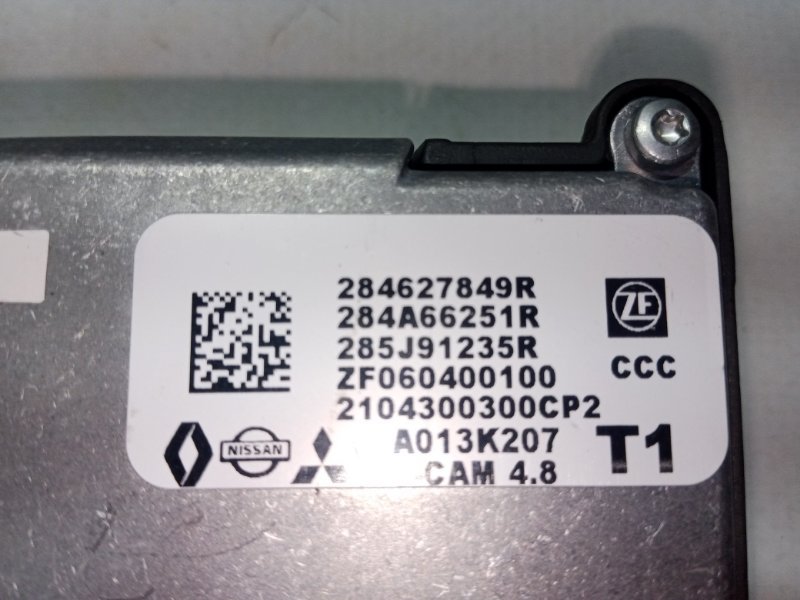 284627849R
284A66251R
285J91235R
ZF060400100
2104300300CP2
A013K207
CAM 4.8
ZF
CCC
T1
NISSAN